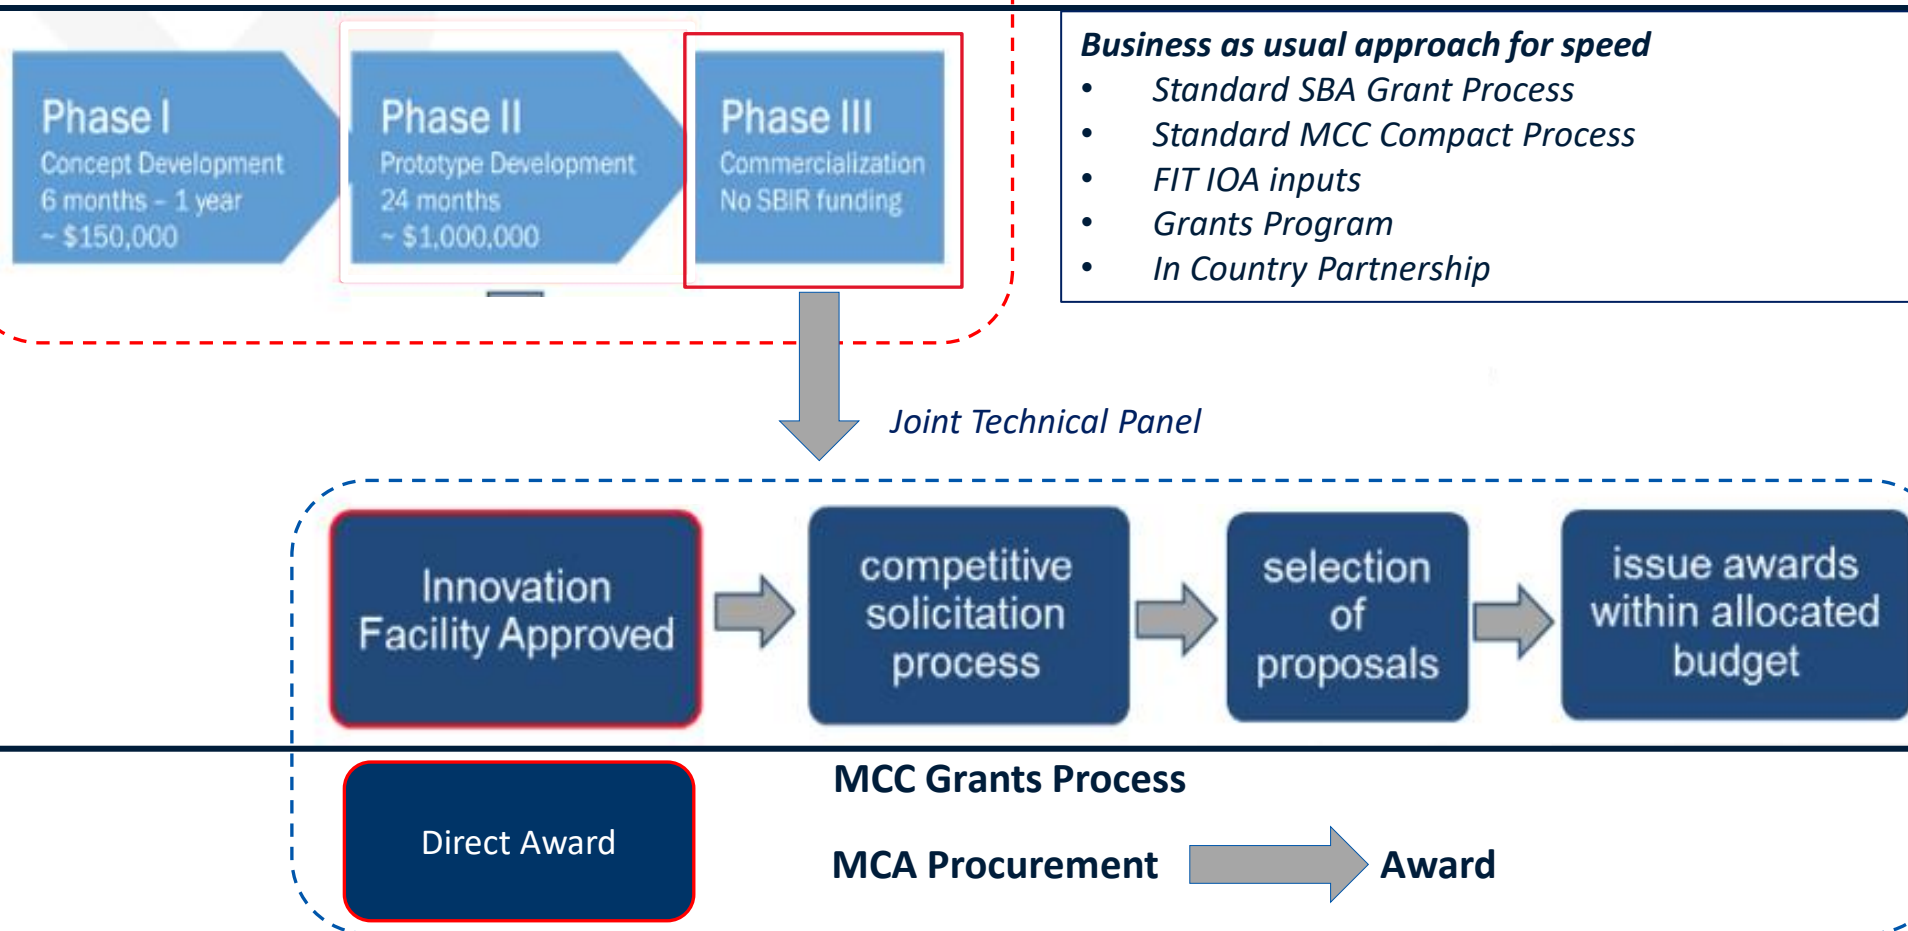 Phase I
Concept Development
6 months – 1 year
~ $150,000
Phase II
Prototype Development
24 months
~ $1,000,000
Phase III
Commercialization
No SBIR funding
Business as usual approach for speed
• Standard SBA Grant Process
• Standard MCC Compact Process
• FIT IOA inputs
• Grants Program
• In Country Partnership
Joint Technical Panel
Innovation
Facility Approved
competitive
solicitation
process
selection
of
proposals
issue awards
within allocated
budget
Direct Award
MCC Grants Process
MCA Procurement
Award